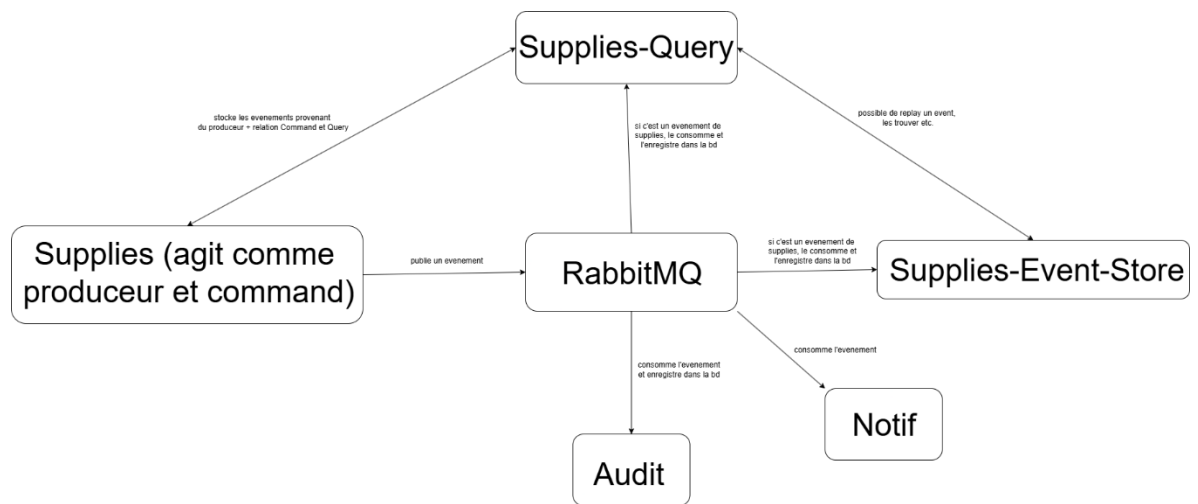 Supplies-Query
stocke les evenements provenant
du produceur + relation Command et Query
possible de replay un event,
les trouver etc.
si c'est un evenement de
supplies, le consomme et
l'enregistre dans la bd
Supplies (agit comme
produceur et command)
publie un evenement
RabbitMQ
si c'est un evenement de
supplies, le consomme et
l'enregistre dans la bd
Supplies-Event-Store
consomme l'evenement
et enregistre dans la bd
consomme l'evenement
Notif
Audit